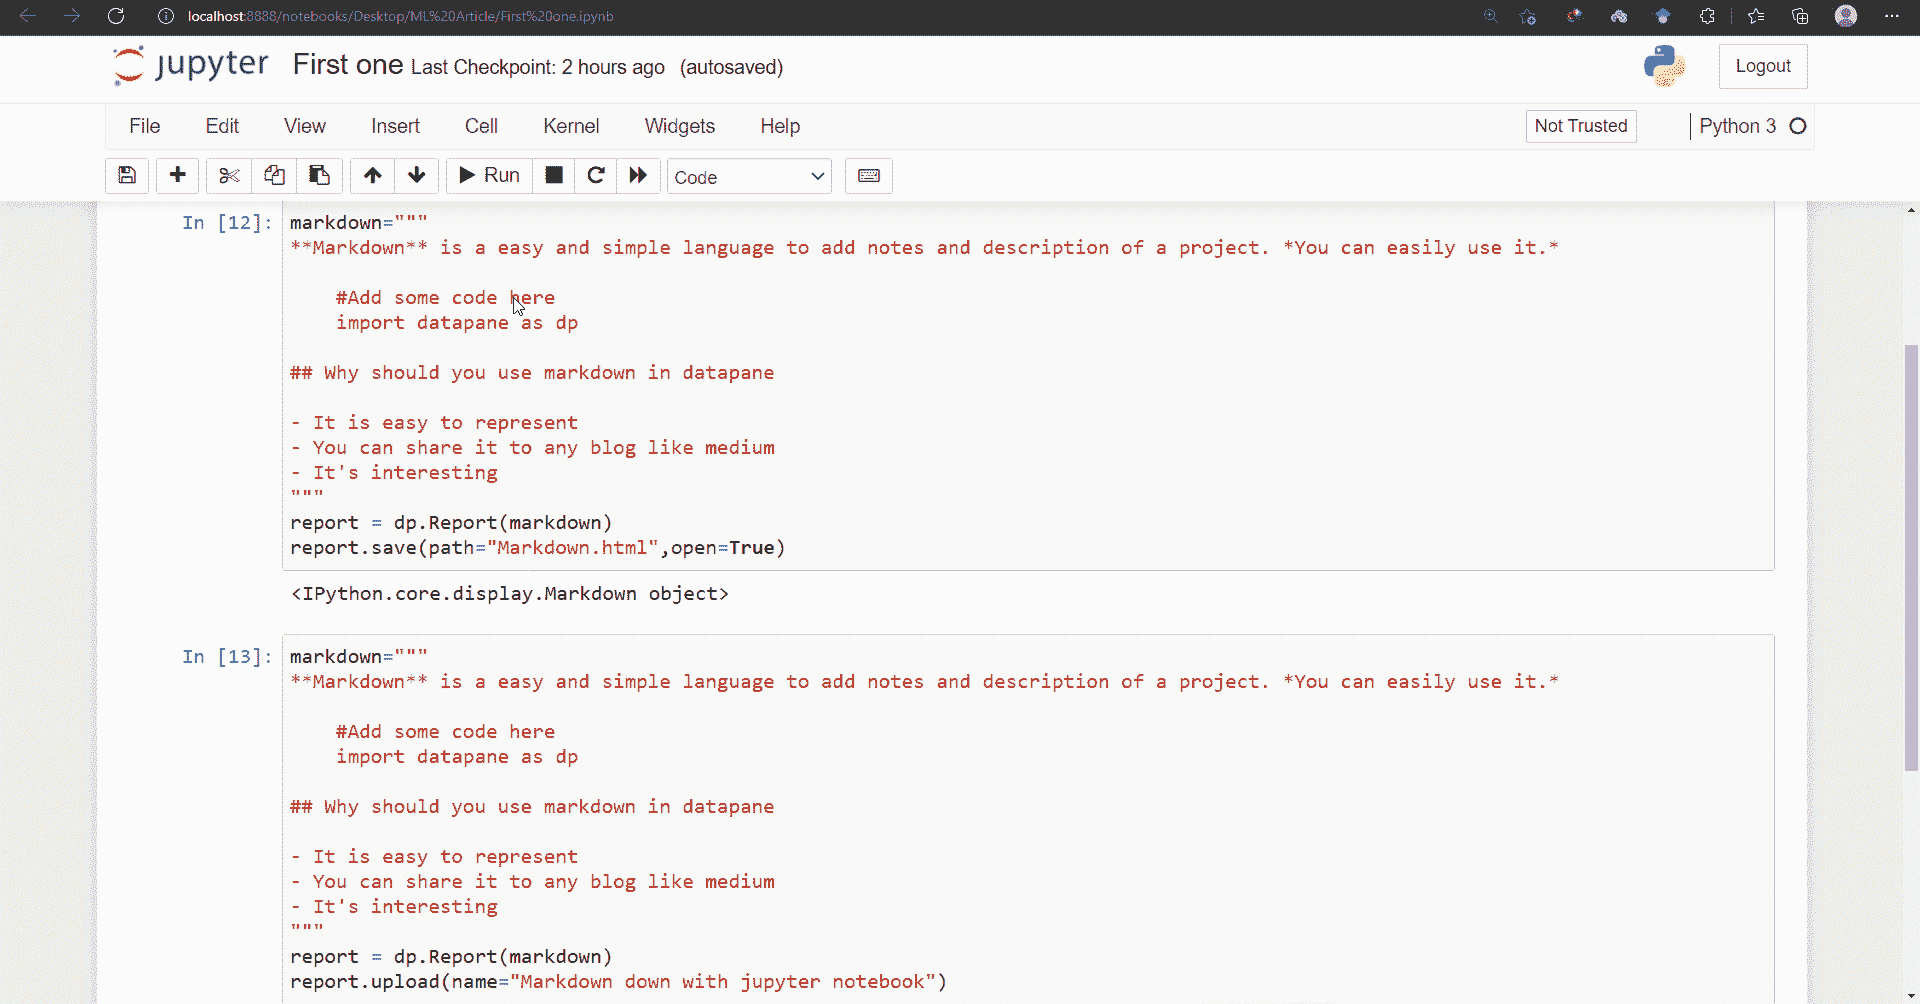 localhost:8888/notebooks/Desktop/ML%20Article/First%20one.ipynb
jupyter First one Last Checkpoint: 2 hours ago (autosaved) Logout
File Edit View Insert Cell Kernel Widgets Help Not Trusted Python 3
Run Code
In [12]: markdown="""
**Markdown** is a easy and simple language to add notes and description of a project. *You can easily use it.*
#Add some code here
import datapane as dp
## Why should you use markdown in datapane
- It is easy to represent
- You can share it to any blog like medium
- It's interesting
"""
report = dp.Report(markdown)
report.save(path="Markdown.html",open=True)
<IPython.core.display.Markdown object>
In [13]: markdown="""
**Markdown** is a easy and simple language to add notes and description of a project. *You can easily use it.*
#Add some code here
import datapane as dp
## Why should you use markdown in datapane
- It is easy to represent
- You can share it to any blog like medium
- It's interesting
"""
report = dp.Report(markdown)
report.upload(name="Markdown down with jupyter notebook")